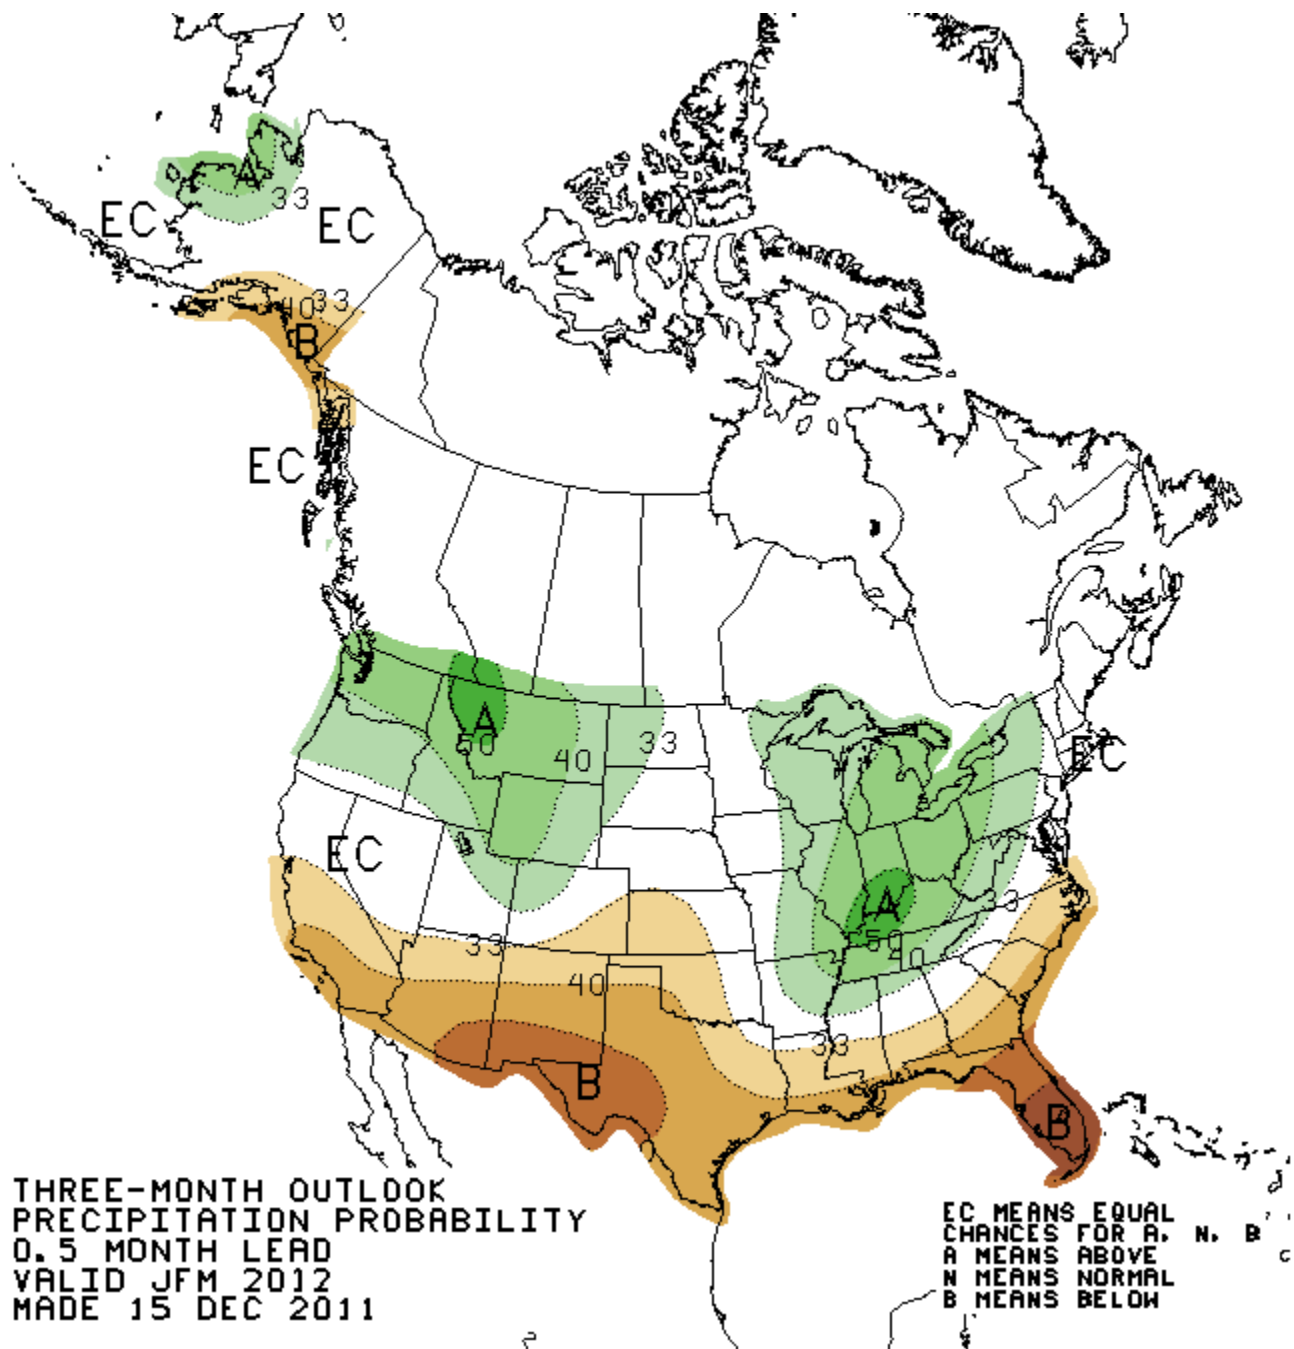 A
33
EC
EC
40
33
B
EC
A
50
40
33
EC
EC
A
33
50
40
33
40
33
B
B
THREE-MONTH OUTLOOK
PRECIPITATION PROBABILITY
0.5 MONTH LEAD
VALID JFM 2012
MADE 15 DEC 2011
EC MEANS EQUAL
CHANCES FOR A, N, B
A MEANS ABOVE
N MEANS NORMAL
B MEANS BELOW